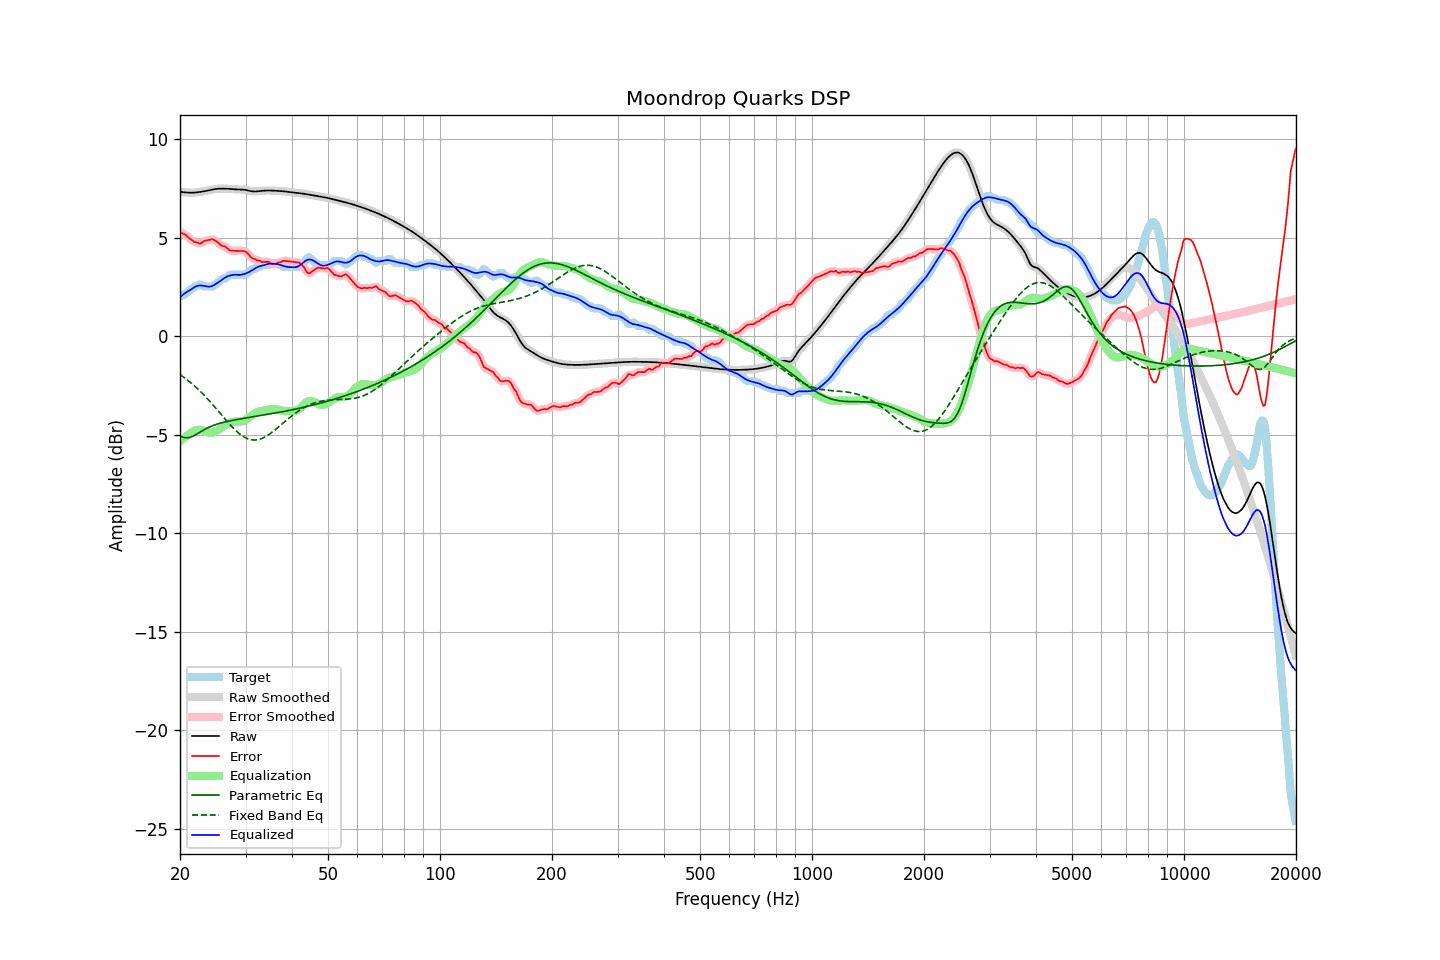 Moondrop Quarks DSP
Amplitude (dBr)
10
5
0
−5
−10
−15
−20
−25
Target
Raw Smoothed
Error Smoothed
Raw
Error
Equalization
Parametric Eq
Fixed Band Eq
Equalized
20 50 100 200 500 1000 2000 5000 10000 20000
Frequency (Hz)